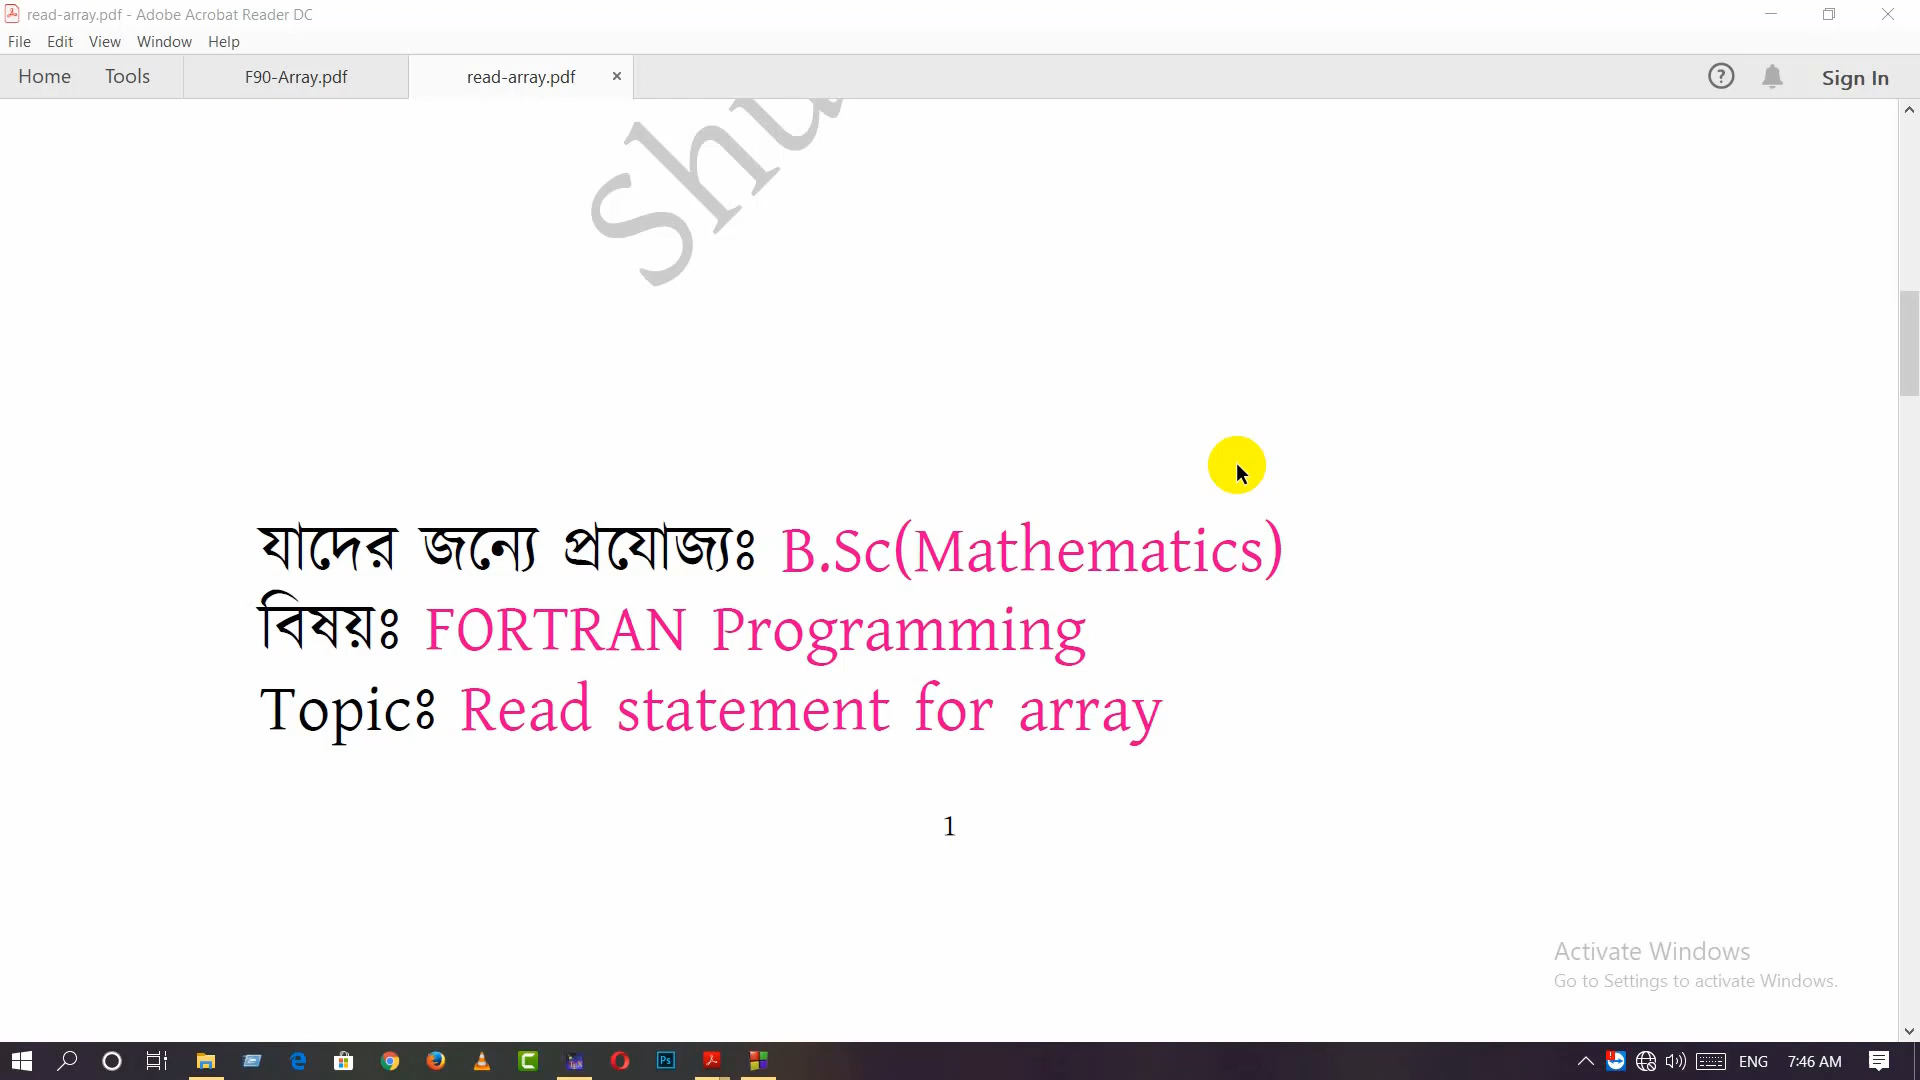 read-array.pdf - Adobe Acrobat Reader DC
File Edit View Window Help
Home Tools F90-Array.pdf read-array.pdf × ? Sign In
যাদের জন্যে প্রযোজ্যঃ B.Sc(Mathematics)
বিষয়ঃ FORTRAN Programming
Topicঃ Read statement for array
1
Activate Windows
Go to Settings to activate Windows.
Ps ENG 7:46 AM